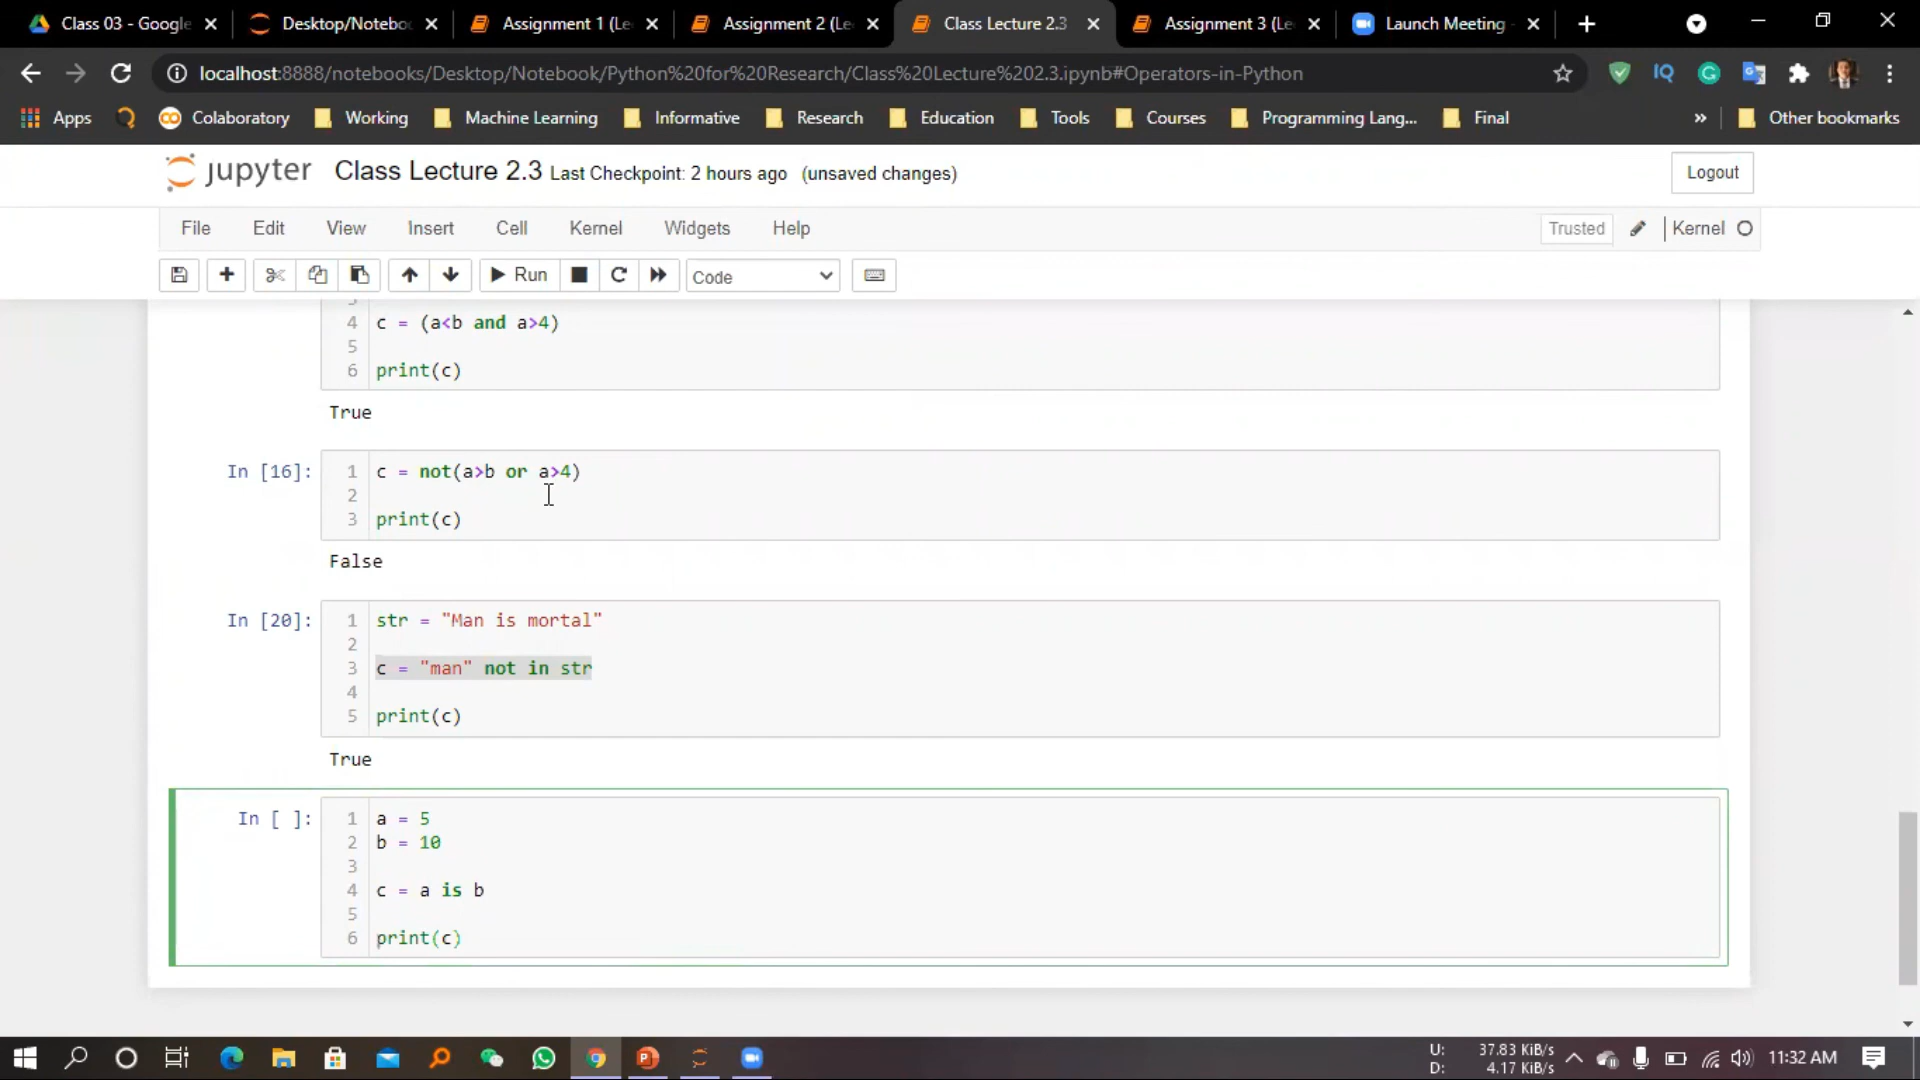 Class 03 - Google
Desktop/Notebo
Assignment 1 (Le
Assignment 2 (Le
Class Lecture 2.3
Assignment 3 (Le
Launch Meeting -
localhost:8888/notebooks/Desktop/Notebook/Python%20for%20Research/Class%20Lecture%202.3.ipynb#Operators-in-Python
IQ
Apps
Colaboratory
Working
Machine Learning
Informative
Research
Education
Tools
Courses
Programming Lang...
Final
»
Other bookmarks
jupyter Class Lecture 2.3 Last Checkpoint: 2 hours ago (unsaved changes)
Logout
File Edit View Insert Cell Kernel Widgets Help
Trusted
Kernel
Run
Code
4 c = (a<b and a>4)
5
6 print(c)
True
In [16]:
1 c = not(a>b or a>4)
2
3 print(c)
False
In [20]:
1 str = "Man is mortal"
2
3 c = "man" not in str
4
5 print(c)
True
In [ ]:
1 a = 5
2 b = 10
3
4 c = a is b
5
6 print(c)
U: 37.83 KiB/s
D: 4.17 KiB/s
11:32 AM